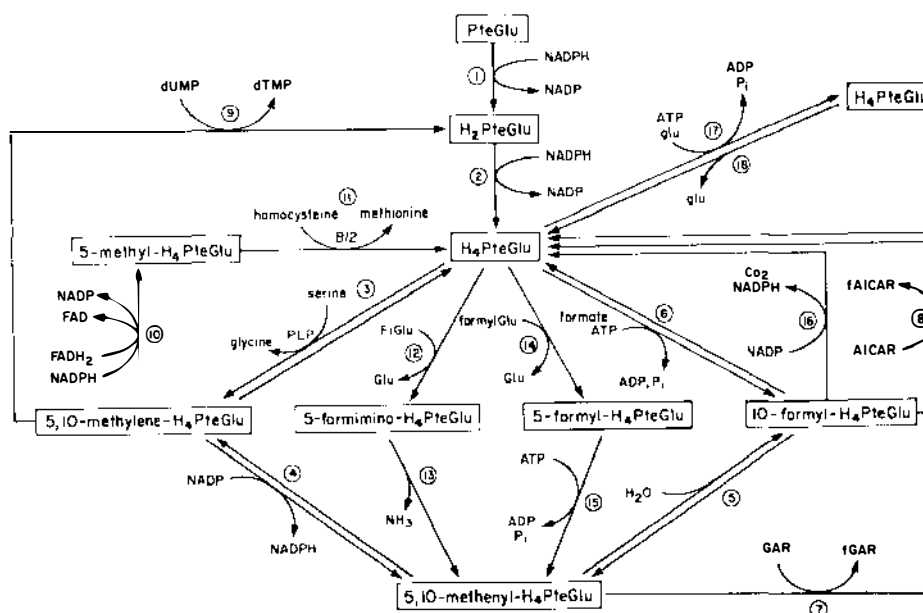 PteGlu
NADPH
①
NADP
dUMP
dTMP
⑨
H2PteGlu
NADPH
②
NADP
ADP
Pi
ATP
glu
⑰
⑱
glu
H4PteGlu
⑪
homocysteine
methionine
B12
5-methyl-H4PteGlu
H4PteGlu
NADP
FAD
⑩
FADH2
NADPH
serine
③
PLP
glycine
FiGlu
⑫
Glu
formylGlu
⑭
Glu
formate
ATP
⑥
ADP, Pi
Co2
NADPH
⑯
NADP
fAICAR
⑧
AICAR
5,10-methylene-H4PteGlu
5-formimino-H4PteGlu
5-formyl-H4PteGlu
10-formyl-H4PteGlu
NADP
④
NADPH
⑬
NH3
ATP
⑮
ADP
Pi
H2O
⑤
5,10-methenyl-H4PteGlu
GAR
fGAR
⑦